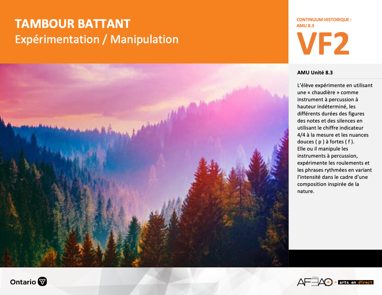 TAMBOUR BATTANT
Expérimentation / Manipulation
CONTINUUM HISTORIQUE :
AMU 8.3
VF2
AMU Unité 8.3
L'élève expérimente en utilisant
une « chaudière » comme
instrument à percussion à
hauteur indéterminé, les
différents durées des figures
des notes et des silences en
utilisant le chiffre indicateur
4/4 à la mesure et les nuances
douces ( p ) à fortes ( f ).
Elle ou il manipule les
instruments à percussion,
expérimente les roulements et
les phrases rythmées en variant
l'intensité dans le cadre d'une
composition inspirée de la
nature.
Ontario
arts en direct